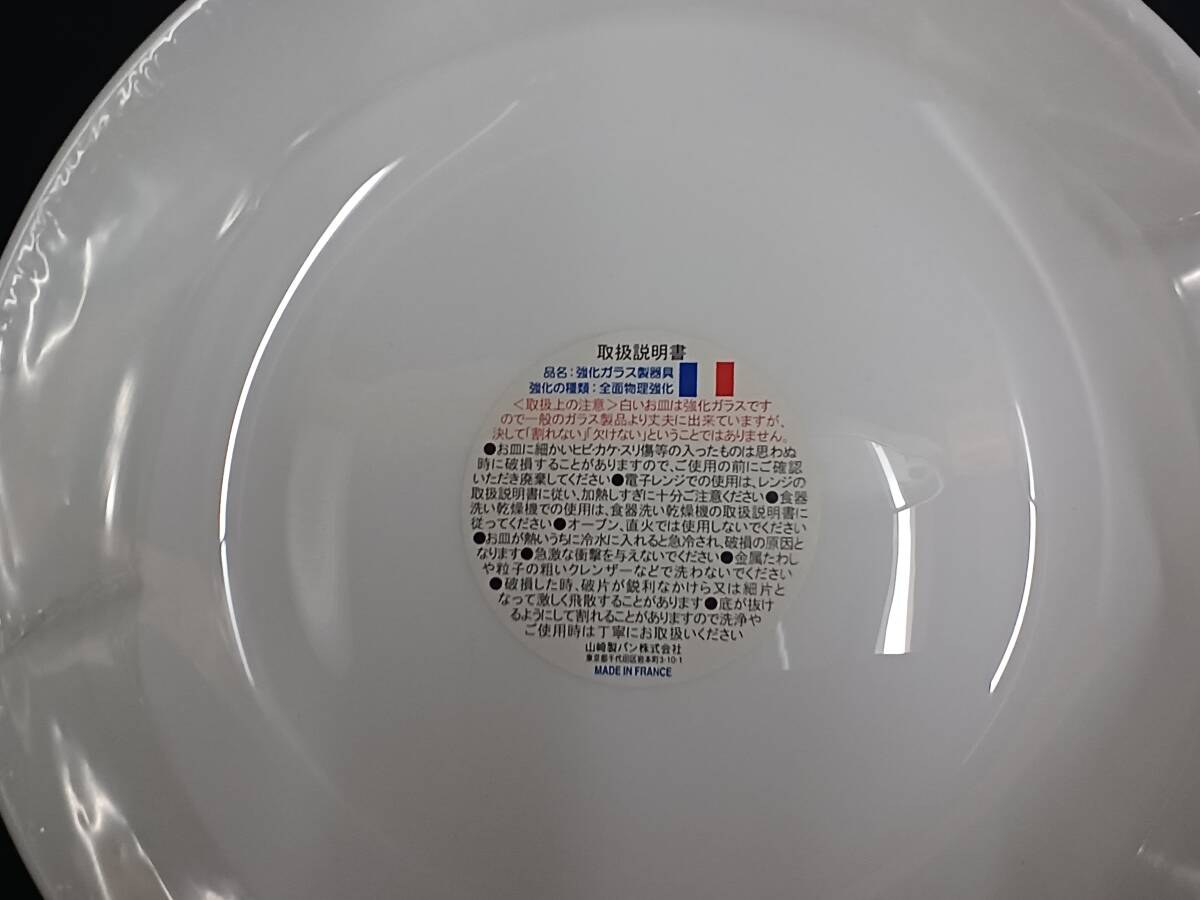 取扱説明書
品名:強化ガラス製器具
強化の種類:全面物理強化
<取扱上の注意>白いお皿は強化ガラスです
ので一般のガラス製品より丈夫に出来ていますが、
決して「割れない」「欠けない」ということではありません。
●お皿に細かいヒビ・カケ・スリ傷等の入ったものは思わぬ
時に破損することがありますので、ご使用の前にご確認
いただき廃棄してください●電子レンジでの使用は、レンジの
取扱説明書に従い、加熱しすぎに十分ご注意ください●食器
洗い乾燥機での使用は、食器洗い乾燥機の取扱説明書に
従ってください●オーブン、直火では使用しないでください
●お皿が熱いうちに冷水に入れると急冷され、破損の原因と
なります●急激な衝撃を与えないでください●金属たわし
や粒子の粗いクレンザーなどで洗わないでください
●破損した時、破片が鋭利なかけら又は細片と
なって激しく飛散することがあります●底が抜け
るようにして割れることがありますので洗浄や
ご使用時は丁寧にお取扱いください
山崎製パン株式会社
東京都千代田区岩本町3-10-1
MADE IN FRANCE